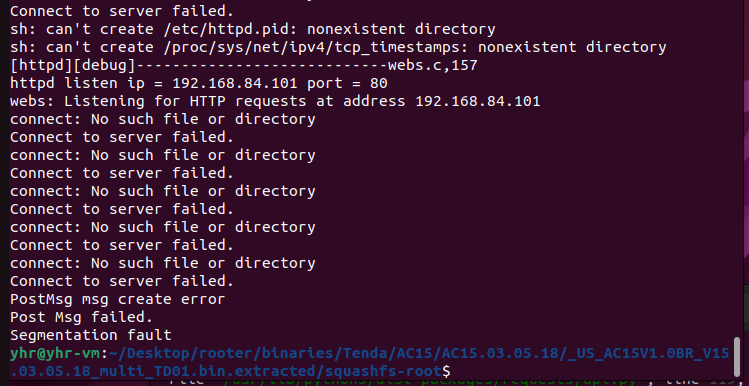 Connect to server failed.
sh: can't create /etc/httpd.pid: nonexistent directory
sh: can't create /proc/sys/net/ipv4/tcp_timestamps: nonexistent directory
[httpd][debug]----------------------------webs.c,157
httpd listen ip = 192.168.84.101 port = 80
webs: Listening for HTTP requests at address 192.168.84.101
connect: No such file or directory
Connect to server failed.
connect: No such file or directory
Connect to server failed.
connect: No such file or directory
Connect to server failed.
connect: No such file or directory
Connect to server failed.
connect: No such file or directory
Connect to server failed.
PostMsg msg create error
Post Msg failed.
Segmentation fault
yhr@yhr-vm:~/Desktop/rooter/binaries/Tenda/AC15/AC15.03.05.18/_US_AC15V1.0BR_V15
.03.05.18_multi_TD01.bin.extracted/squashfs-root$